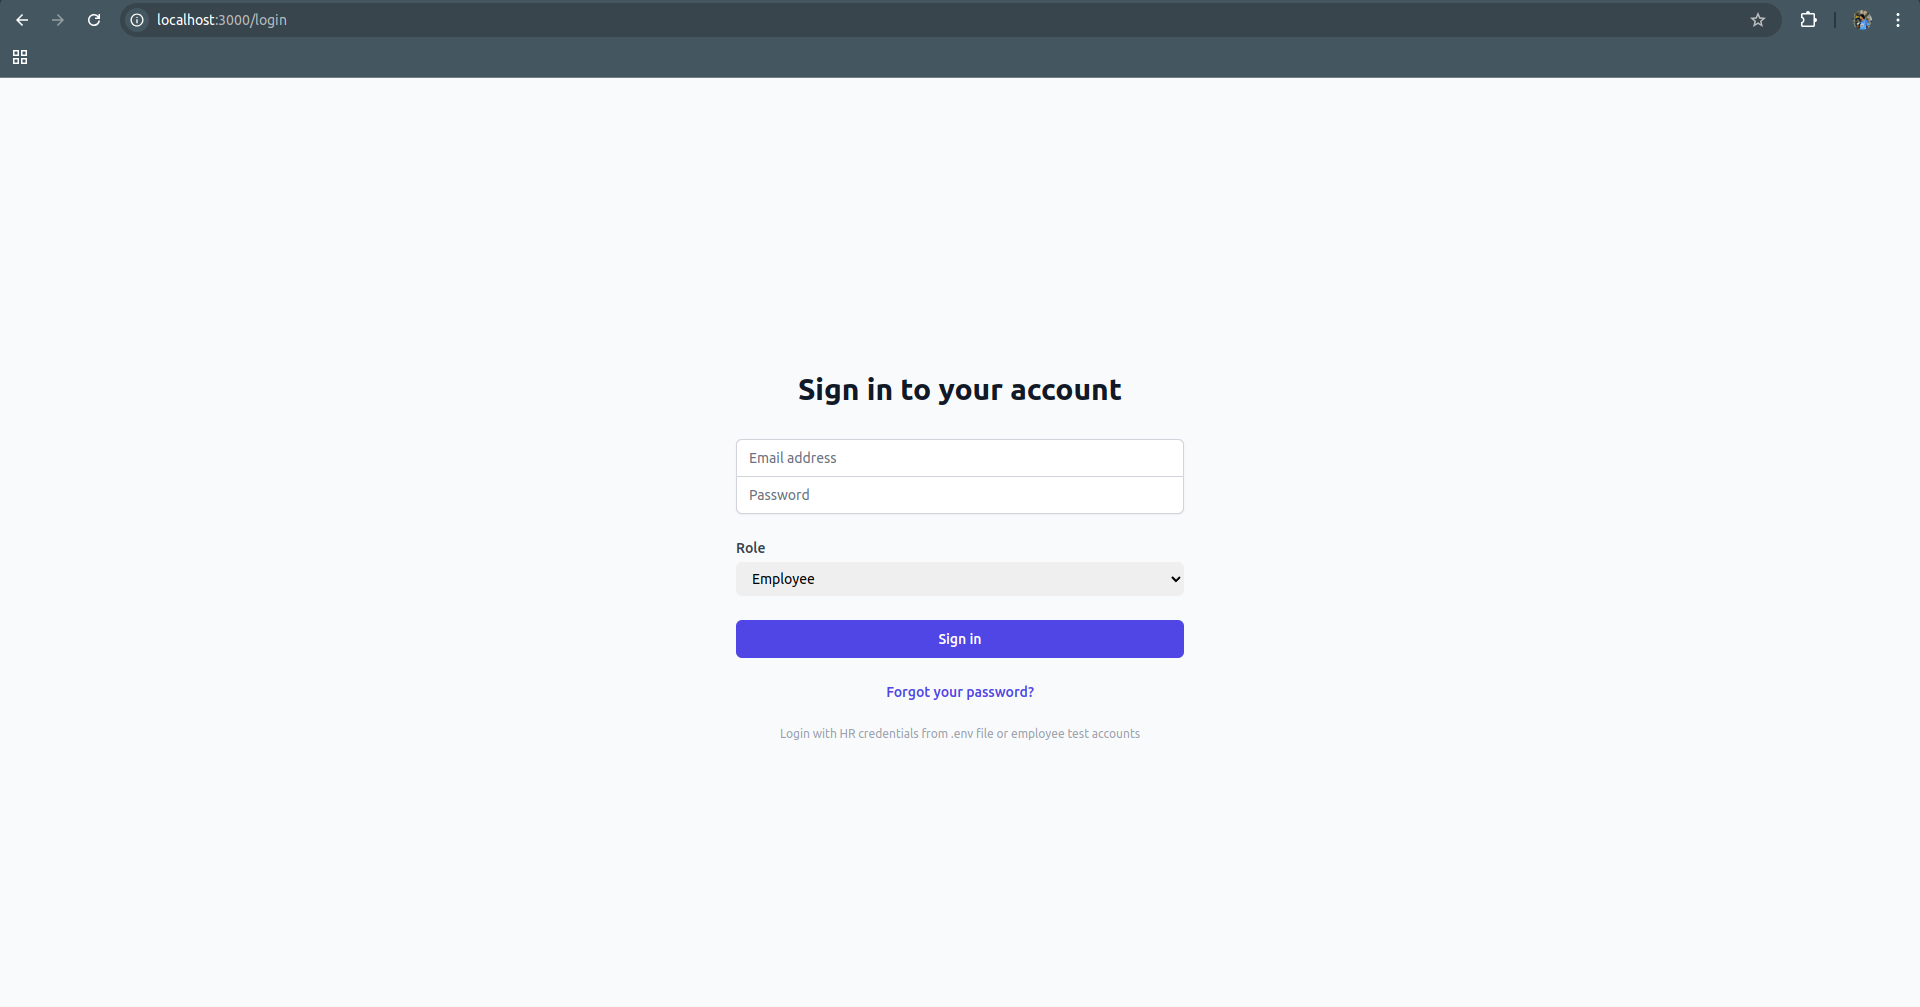 localhost:3000/login
Sign in to your account
Email address
Password
Role
Employee
Sign in
Forgot your password?
Login with HR credentials from .env file or employee test accounts